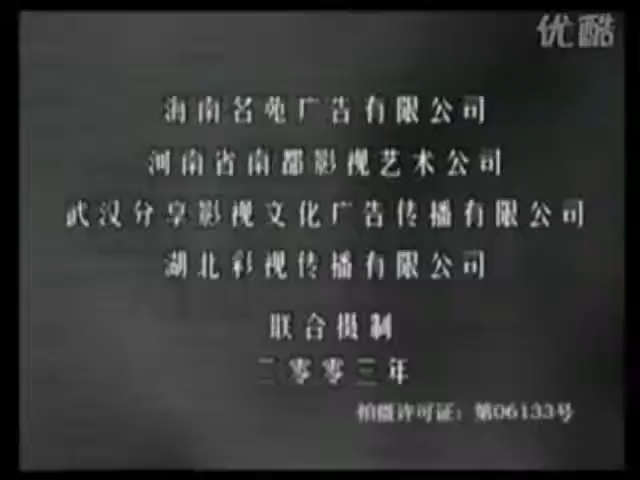 优酷
海南名苑广告有限公司
河南省南都影视艺术公司
武汉分享影视文化广告传播有限公司
湖北彩视传播有限公司
联合摄制
二零零三年
拍摄许可证：第06133号